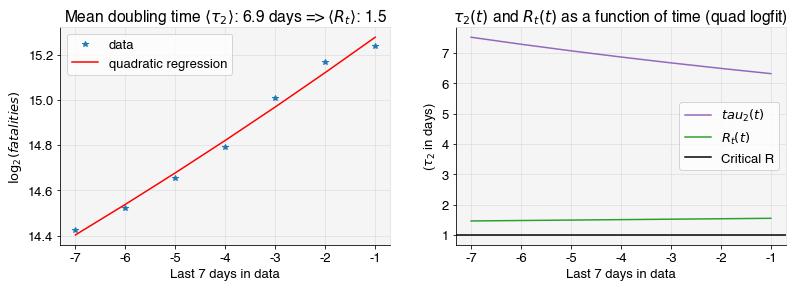 Mean doubling time ⟨τ₂⟩: 6.9 days => ⟨Rₜ⟩: 1.5
data
quadratic regression
log₂(fatalities)
15.2
15.0
14.8
14.6
14.4
-7 -6 -5 -4 -3 -2 -1
Last 7 days in data
τ₂(t) and Rₜ(t) as a function of time (quad logfit)
tau₂(t)
Rₜ(t)
Critical R
(τ₂ in days)
7
6
5
4
3
2
1
-7 -6 -5 -4 -3 -2 -1
Last 7 days in data